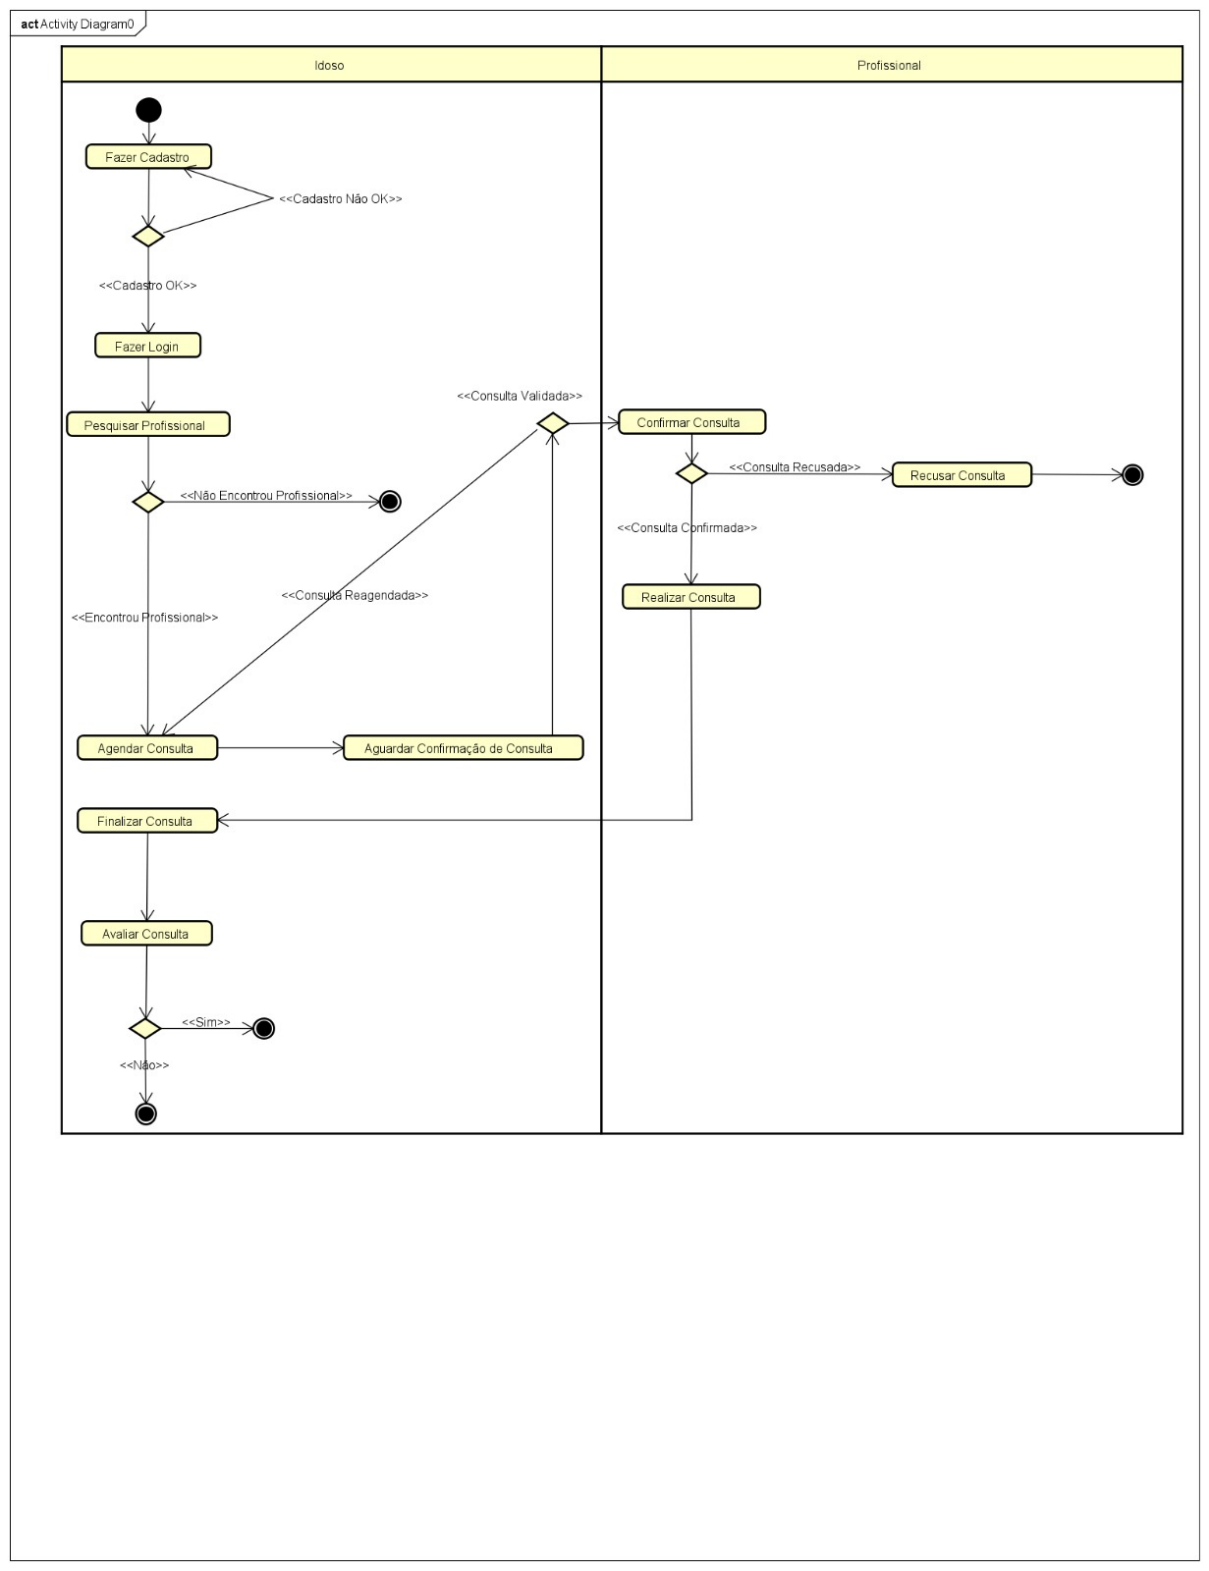 act Activity Diagram0
Idoso
Profissional
Fazer Cadastro
<<Cadastro Não OK>>
<<Cadastro OK>>
Fazer Login
<<Consulta Validada>>
Pesquisar Profissional
Confirmar Consulta
<<Consulta Recusada>>
Recusar Consulta
<<Não Encontrou Profissional>>
<<Consulta Confirmada>>
<<Consulta Reagendada>>
Realizar Consulta
<<Encontrou Profissional>>
Agendar Consulta
Aguardar Confirmação de Consulta
Finalizar Consulta
Avaliar Consulta
<<Sim>>
<<Não>>